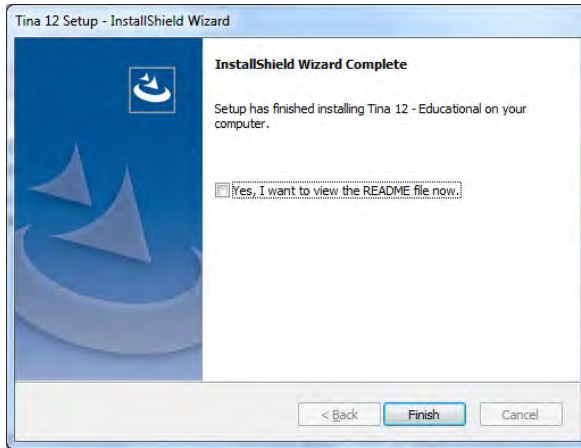 Tina 12 Setup - InstallShield Wizard
InstallShield Wizard Complete
Setup has finished installing Tina 12 - Educational on your
computer.
Yes, I want to view the README file now.
< Back
Finish
Cancel